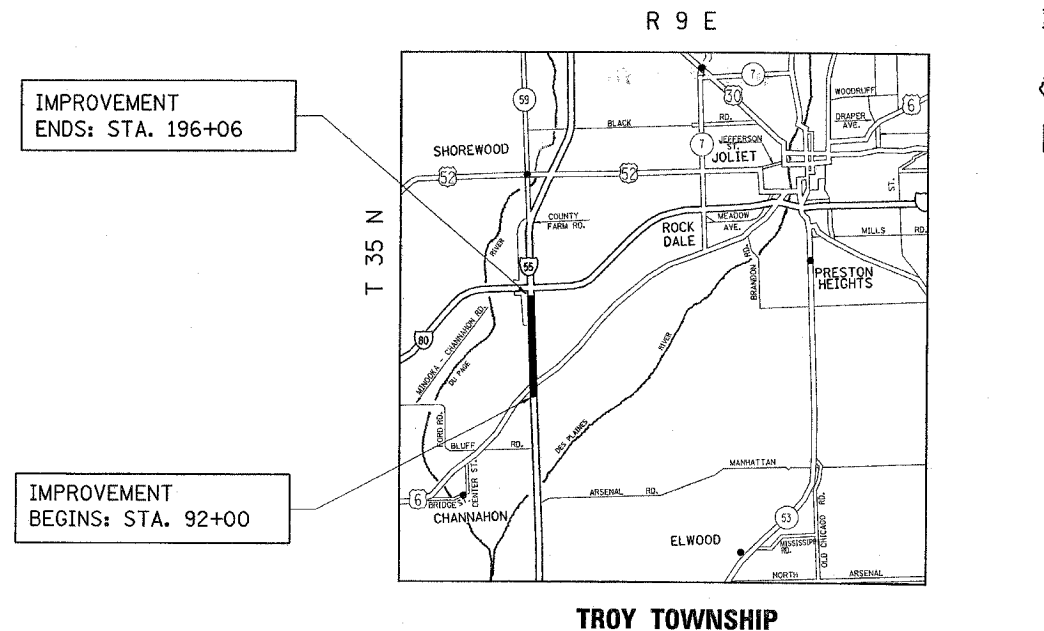 R 9 E
IMPROVEMENT
ENDS: STA. 196+06
T 35 N
59
7
30
WOODRUFF
6
DRAPER
AVE.
BLACK
RD.
7
JEFFERSON
ST.
JOLIET
SHOREWOOD
52
52
ST.
COUNTY
FARM RD.
ROCK
DALE
MEADOW
AVE.
MILLS RD.
RIVER
55
BRANDON RD.
PRESTON
HEIGHTS
80
MINOOKA - CHANNAHON RD.
DU PAGE
RIVER
FORD RD.
BLUFF RD.
DES PLAINES
MANHATTAN
IMPROVEMENT
BEGINS: STA. 92+00
6
BRIDGE ST.
CENTER ST.
ARSENAL RD.
CHANNAHON
53
OLD CHICAGO RD.
ELWOOD
MISSISSIPPI
RD.
NORTH ARSENAL
TROY TOWNSHIP